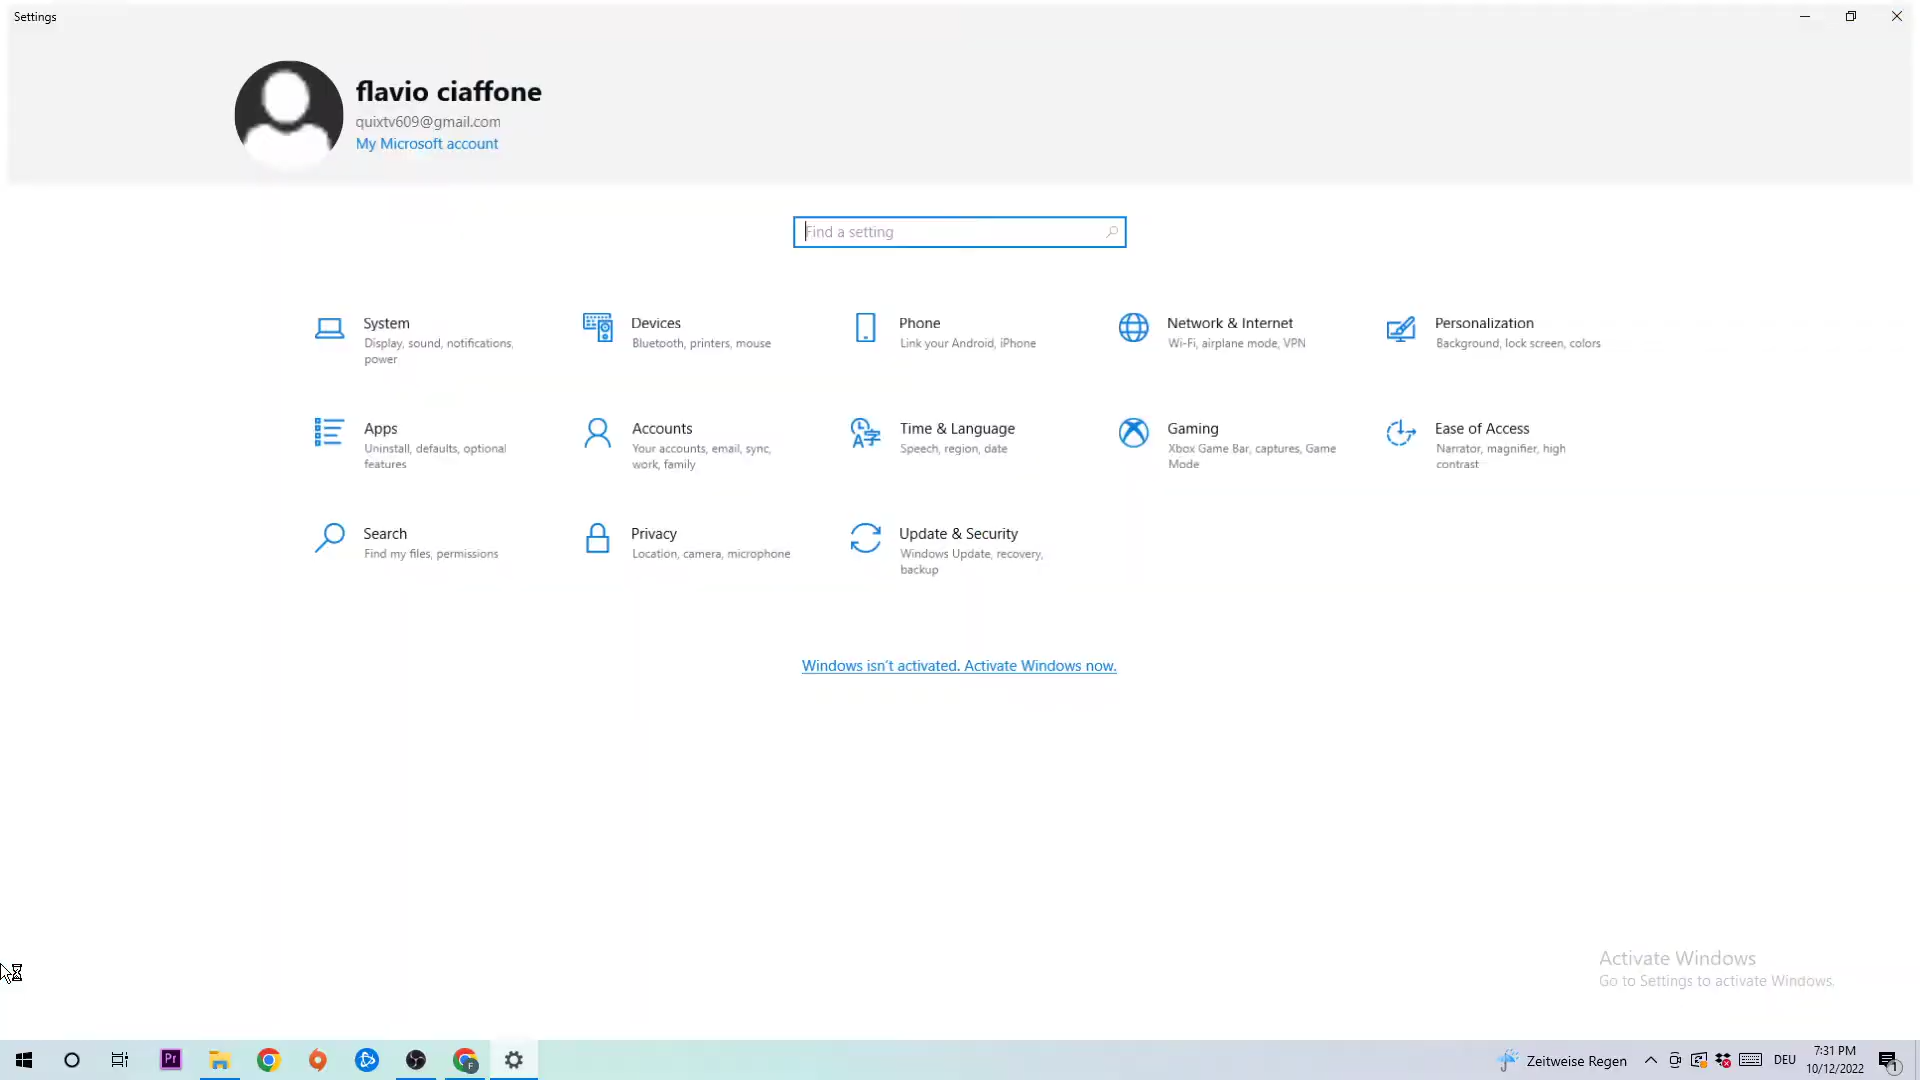 Settings
flavio ciaffone
quixtv609@gmail.com
My Microsoft account
Find a setting
System
Display, sound, notifications,
power
Devices
Bluetooth, printers, mouse
Phone
Link your Android, iPhone
Network & Internet
Wi-Fi, airplane mode, VPN
Personalization
Background, lock screen, colors
Apps
Uninstall, defaults, optional
features
Accounts
Your accounts, email, sync,
work, family
Time & Language
Speech, region, date
Gaming
Xbox Game Bar, captures, Game
Mode
Ease of Access
Narrator, magnifier, high
contrast
Search
Find my files, permissions
Privacy
Location, camera, microphone
Update & Security
Windows Update, recovery,
backup
Windows isn't activated. Activate Windows now.
Activate Windows
Go to Settings to activate Windows.
Pr
F
Zeitweise Regen
DEU
7:31 PM
10/12/2022
1